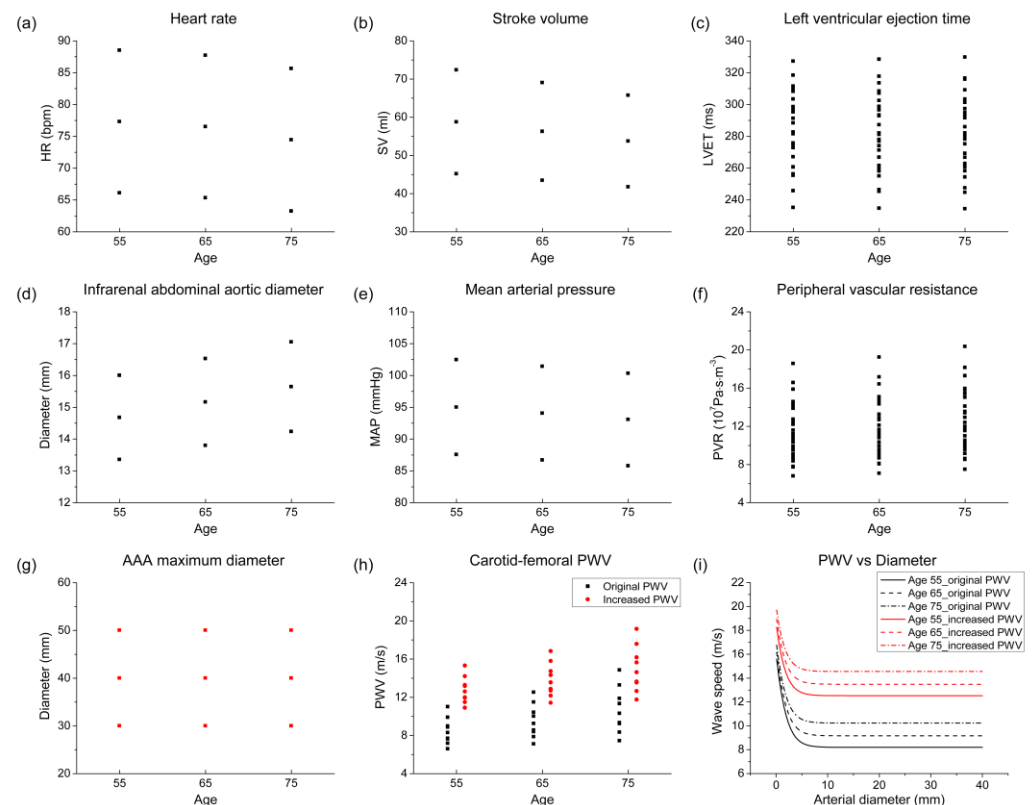 (a) Heart rate
HR (bpm)
90
85
80
75
70
65
60
55 65 75
Age
(b) Stroke volume
SV (ml)
80
70
60
50
40
30
55 65 75
Age
(c) Left ventricular ejection time
LVET (ms)
340
320
300
280
260
240
220
55 65 75
Age
(d) Infrarenal abdominal aortic diameter
Diameter (mm)
18
17
16
15
14
13
12
55 65 75
Age
(e) Mean arterial pressure
MAP (mmHg)
110
105
100
95
90
85
80
55 65 75
Age
(f) Peripheral vascular resistance
PVR (10⁷Pa·s·m⁻³)
24
20
16
12
8
4
55 65 75
Age
(g) AAA maximum diameter
Diameter (mm)
60
50
40
30
20
55 65 75
Age
(h) Carotid-femoral PWV
Original PWV
Increased PWV
PWV (m/s)
24
20
16
12
8
4
55 65 75
Age
(i) PWV vs Diameter
Age 55_original PWV
Age 65_original PWV
Age 75_original PWV
Age 55_increased PWV
Age 65_increased PWV
Age 75_increased PWV
Wave speed (m/s)
22
20
18
16
14
12
10
8
6
0 10 20 30 40
Arterial diameter (mm)